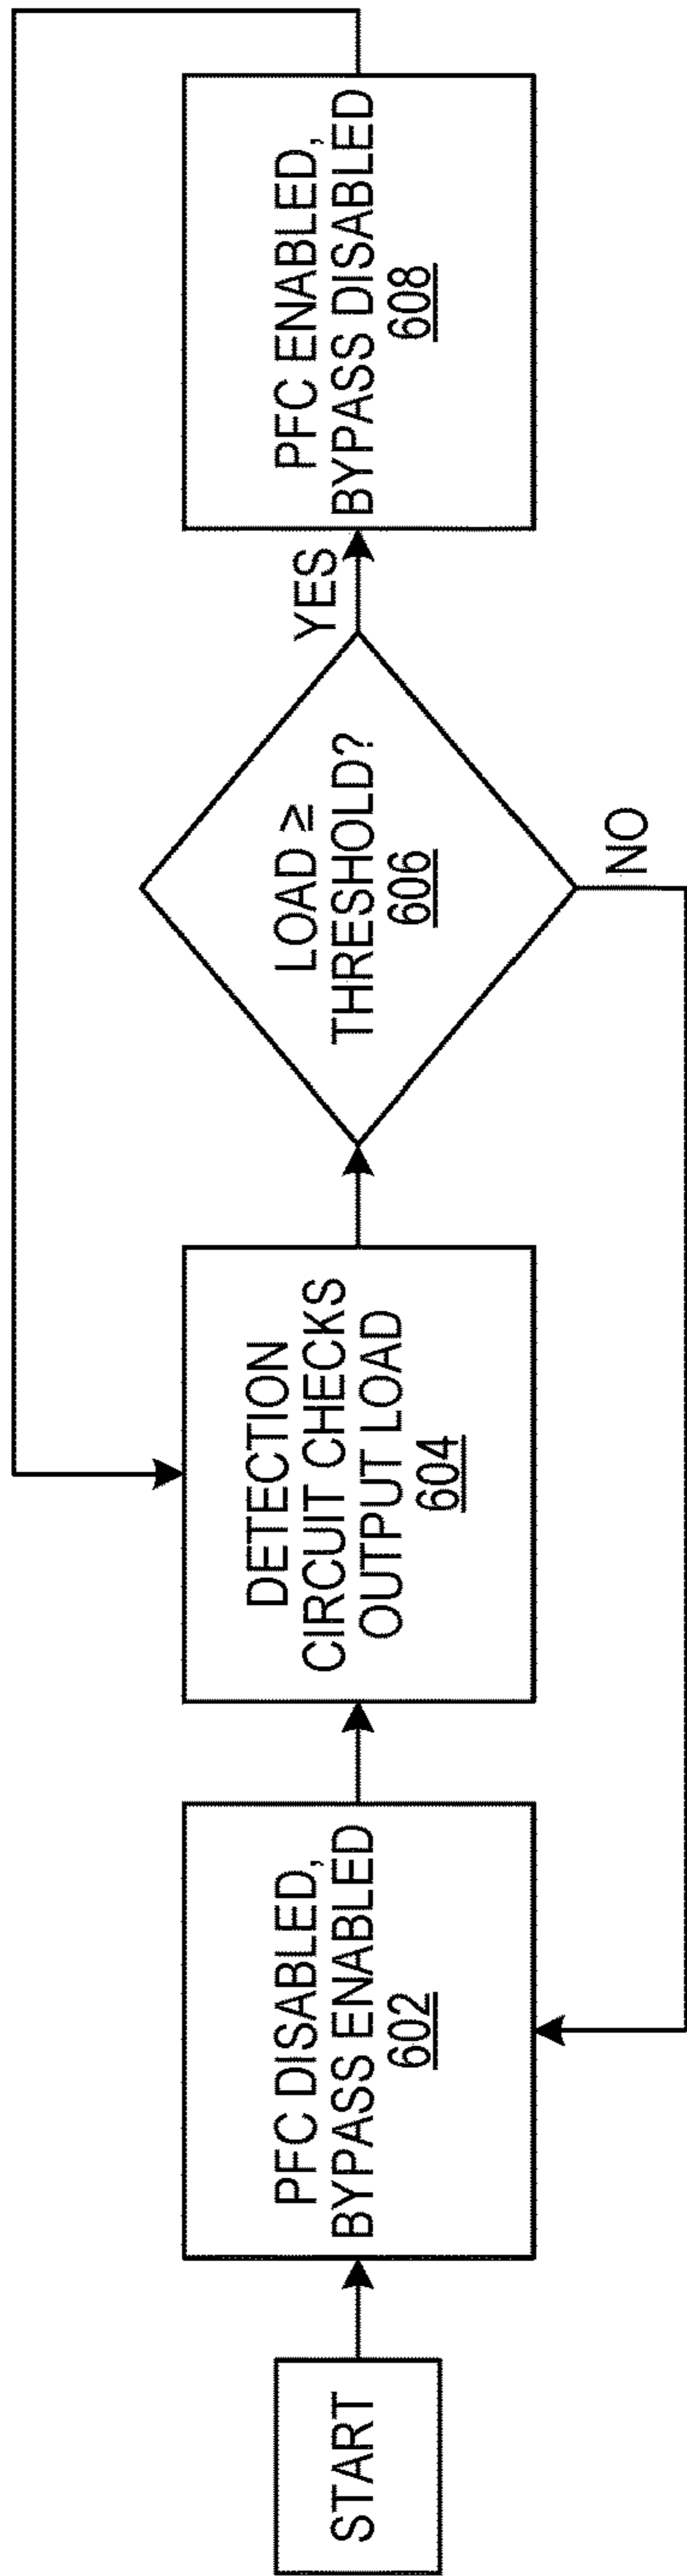 START
PFC DISABLED,
BYPASS ENABLED
602
DETECTION
CIRCUIT CHECKS
OUTPUT LOAD
604
LOAD ≥
THRESHOLD?
606
YES
NO
PFC ENABLED,
BYPASS DISABLED
608